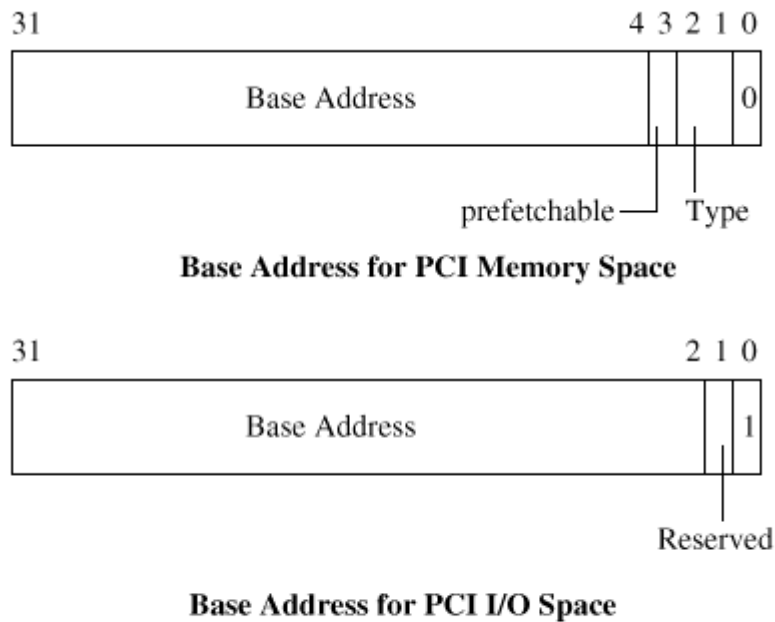 31 4 3 2 1 0
Base Address 0
prefetchable Type
Base Address for PCI Memory Space
31 2 1 0
Base Address 1
Reserved
Base Address for PCI I/O Space